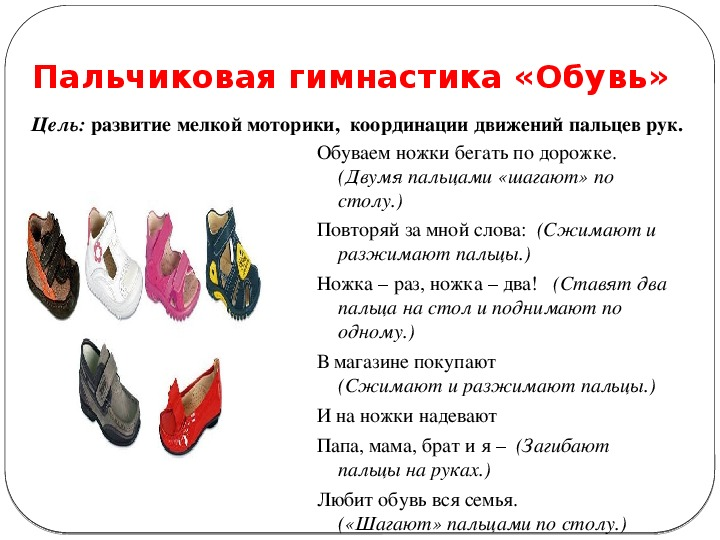 Пальчиковая гимнастика «Обувь»
Цель: развитие мелкой моторики, координации движений пальцев рук.
Обуваем ножки бегать по дорожке.
(Двумя пальцами «шагают» по
столу.)
Повторяй за мной слова: (Сжимают и
разжимают пальцы.)
Ножка – раз, ножка – два! (Ставят два
пальца на стол и поднимают по
одному.)
В магазине покупают
(Сжимают и разжимают пальцы.)
И на ножки надевают
Папа, мама, брат и я – (Загибают
пальцы на руках.)
Любит обувь вся семья.
(«Шагают» пальцами по столу.)